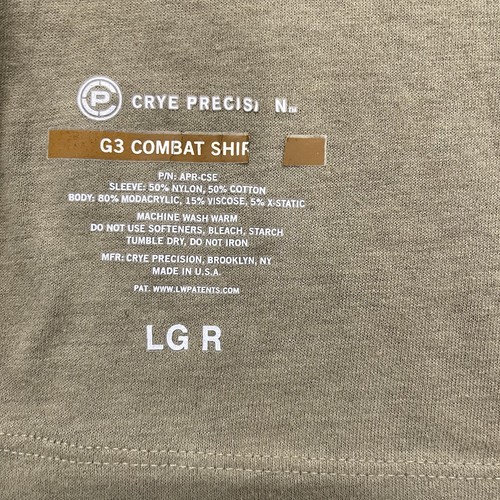 P CRYE PRECISI N™
G3 COMBAT SHIR
P/N: APR-CSE
SLEEVE: 50% NYLON, 50% COTTON
BODY: 80% MODACRYLIC, 15% VISCOSE, 5% X-STATIC
MACHINE WASH WARM
DO NOT USE SOFTENERS, BLEACH, STARCH
TUMBLE DRY, DO NOT IRON
MFR: CRYE PRECISION, BROOKLYN, NY
MADE IN U.S.A.
PAT. WWW.LWPATENTS.COM
LG R